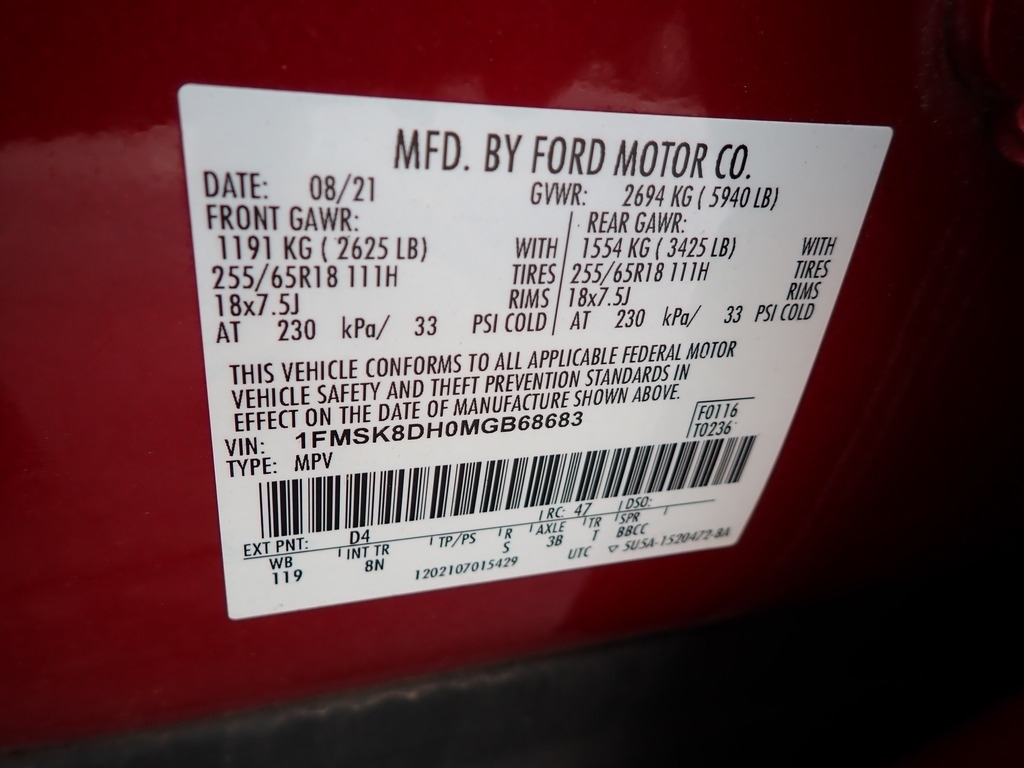 MFD. BY FORD MOTOR CO.
DATE: 08/21 GVWR: 2694 KG ( 5940 LB)
FRONT GAWR: REAR GAWR:
1191 KG ( 2625 LB) WITH 1554 KG ( 3425 LB) WITH
255/65R18 111H TIRES 255/65R18 111H TIRES
18x7.5J RIMS 18x7.5J RIMS
AT 230 kPa/ 33 PSI COLD AT 230 kPa/ 33 PSI COLD
THIS VEHICLE CONFORMS TO ALL APPLICABLE FEDERAL MOTOR
VEHICLE SAFETY AND THEFT PREVENTION STANDARDS IN
EFFECT ON THE DATE OF MANUFACTURE SHOWN ABOVE.
F0116
VIN: 1FMSK8DH0MGB68683 T0236
TYPE: MPV
EXT PNT: D4 RC: 47 DSO:
WB INT TR TP/PS R AXLE TR SPR
119 8N S 3B T BBCC
1202107015429 UTC ▽ 5U5A-1520472-BA